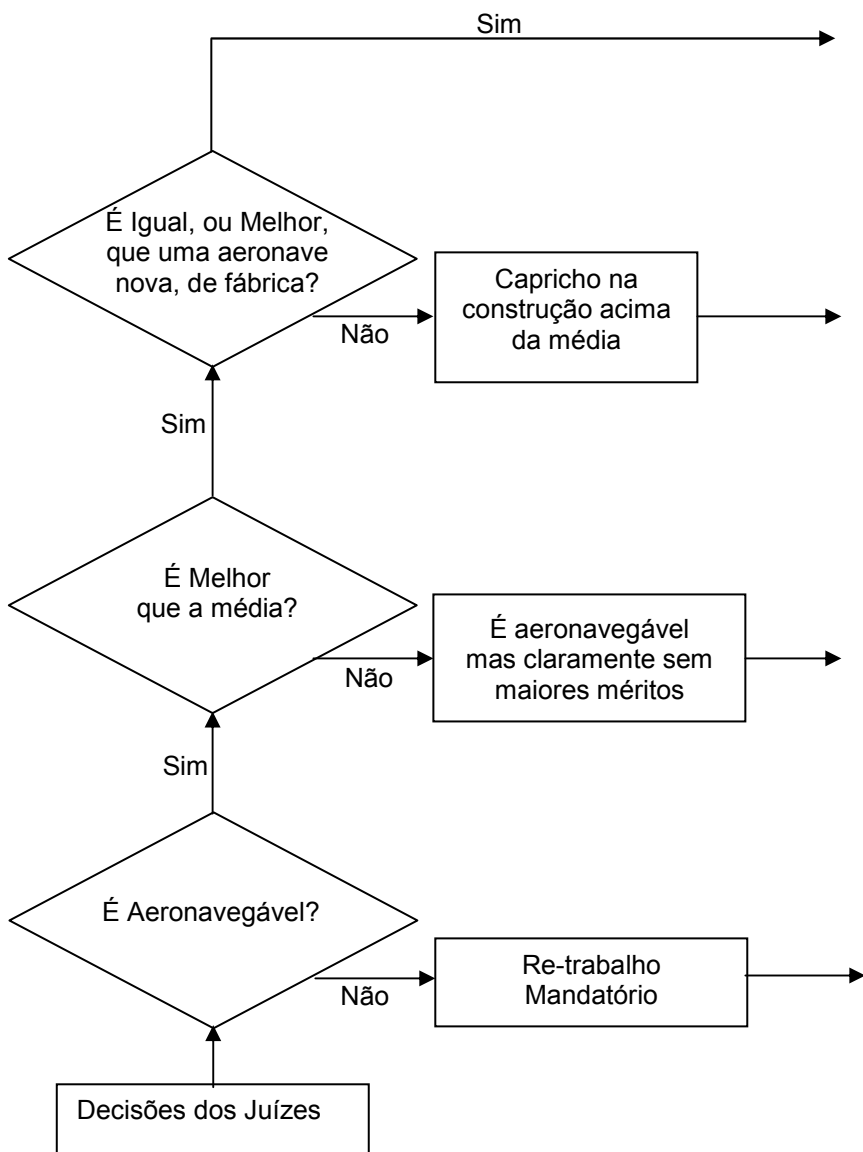 Sim
É Igual, ou Melhor,
que uma aeronave
nova, de fábrica?
Não
Capricho na
construção acima
da média
Sim
É Melhor
que a média?
Não
É aeronavegável
mas claramente sem
maiores méritos
Sim
É Aeronavegável?
Não
Re-trabalho
Mandatório
Decisões dos Juízes